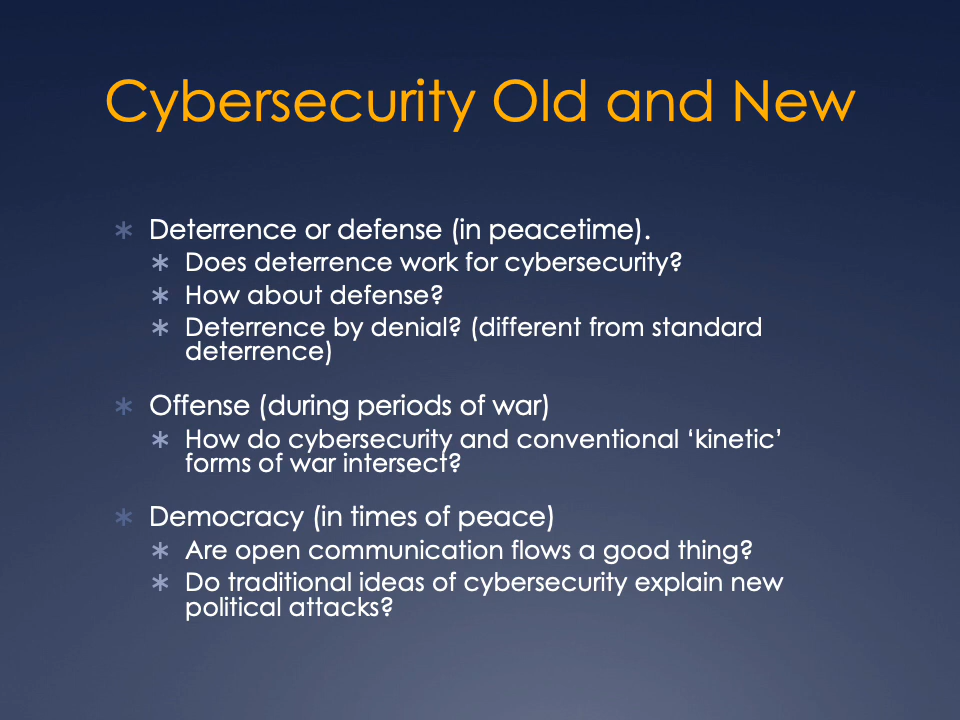 Cybersecurity Old and New
Deterrence or defense (in peacetime).
Does deterrence work for cybersecurity?
How about defense?
Deterrence by denial? (different from standard
deterrence)
Offense (during periods of war)
How do cybersecurity and conventional ‘kinetic’
forms of war intersect?
Democracy (in times of peace)
Are open communication flows a good thing?
Do traditional ideas of cybersecurity explain new
political attacks?